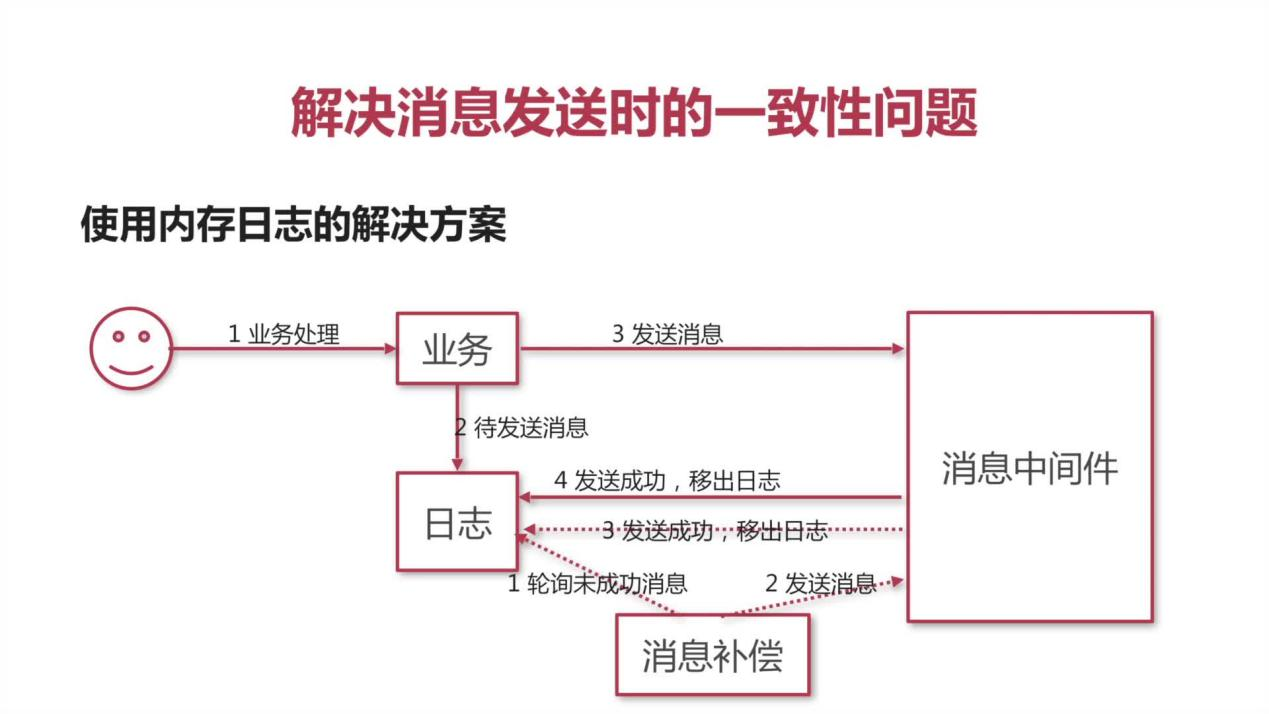 解决消息发送时的一致性问题
使用内存日志的解决方案
1 业务处理
业务
3 发送消息
2 待发送消息
消息中间件
4 发送成功，移出日志
日志
3 发送成功，移出日志
1 轮询未成功消息
2 发送消息
消息补偿